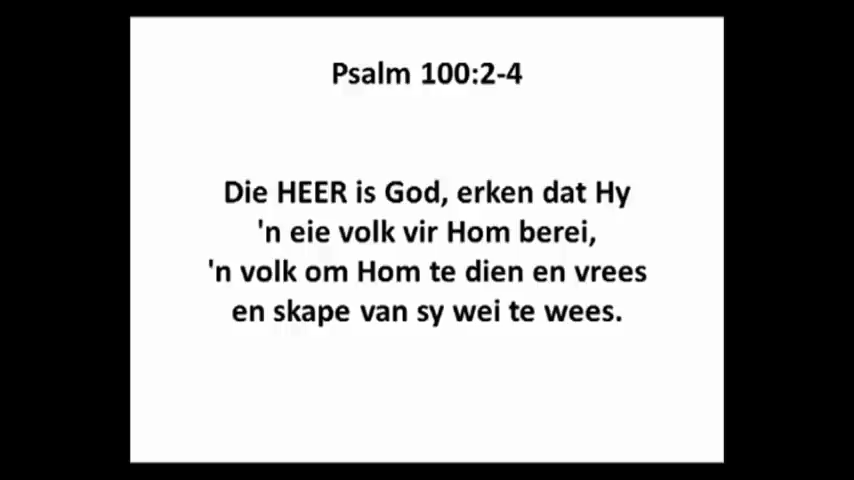 Psalm 100:2-4
Die HEER is God, erken dat Hy
'n eie volk vir Hom berei,
'n volk om Hom te dien en vrees
en skape van sy wei te wees.